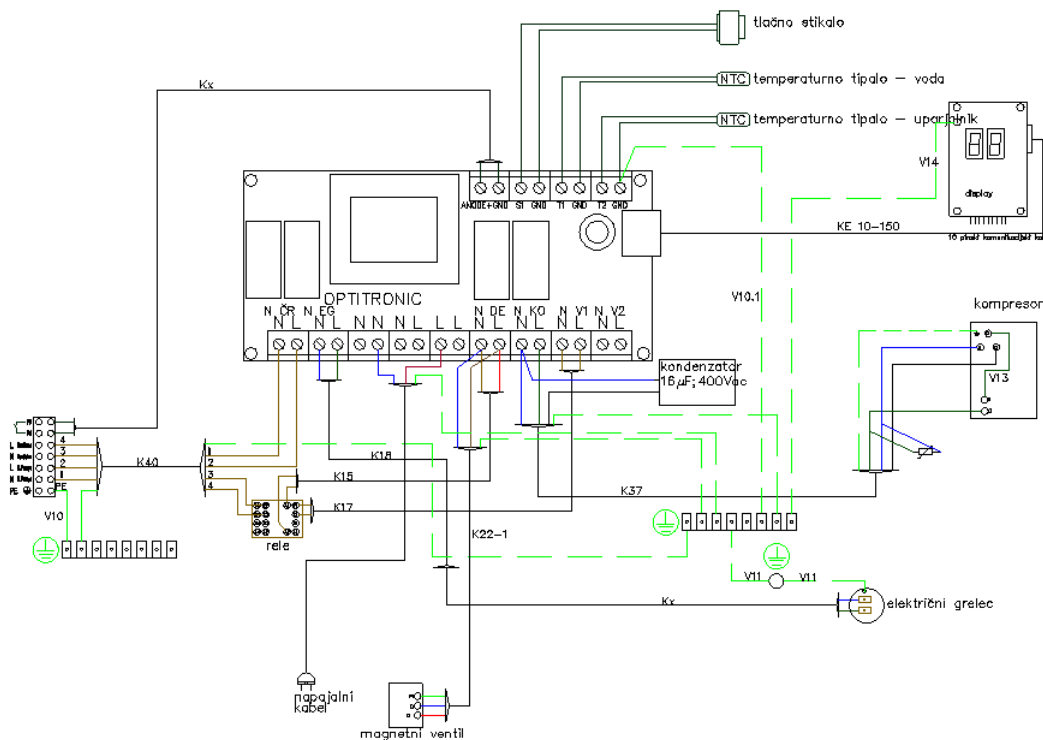 tlačno stikalo
Kx
NTC temperaturno tipalo – voda
NTC temperaturno tipalo – uparjalnik
V14
display
ANODE+GND S1 GND T1 GND T2 GND
KE 10–150
OPTITRONIC
V10.1
N ČR N EG N DE N KO N V1 N V2
N L N L N N N L L L N L N L N L N L
kompresor
kondenzator
16µF; 400Vac
V13
L 4
N 3
L 2
N 1
PE PE
K40
1
2
3
4
K18
K15
K17
K37
V10
rele
K22–1
V11 V11
Kx
električni grelec
napajalni
kabel
magnetni ventil